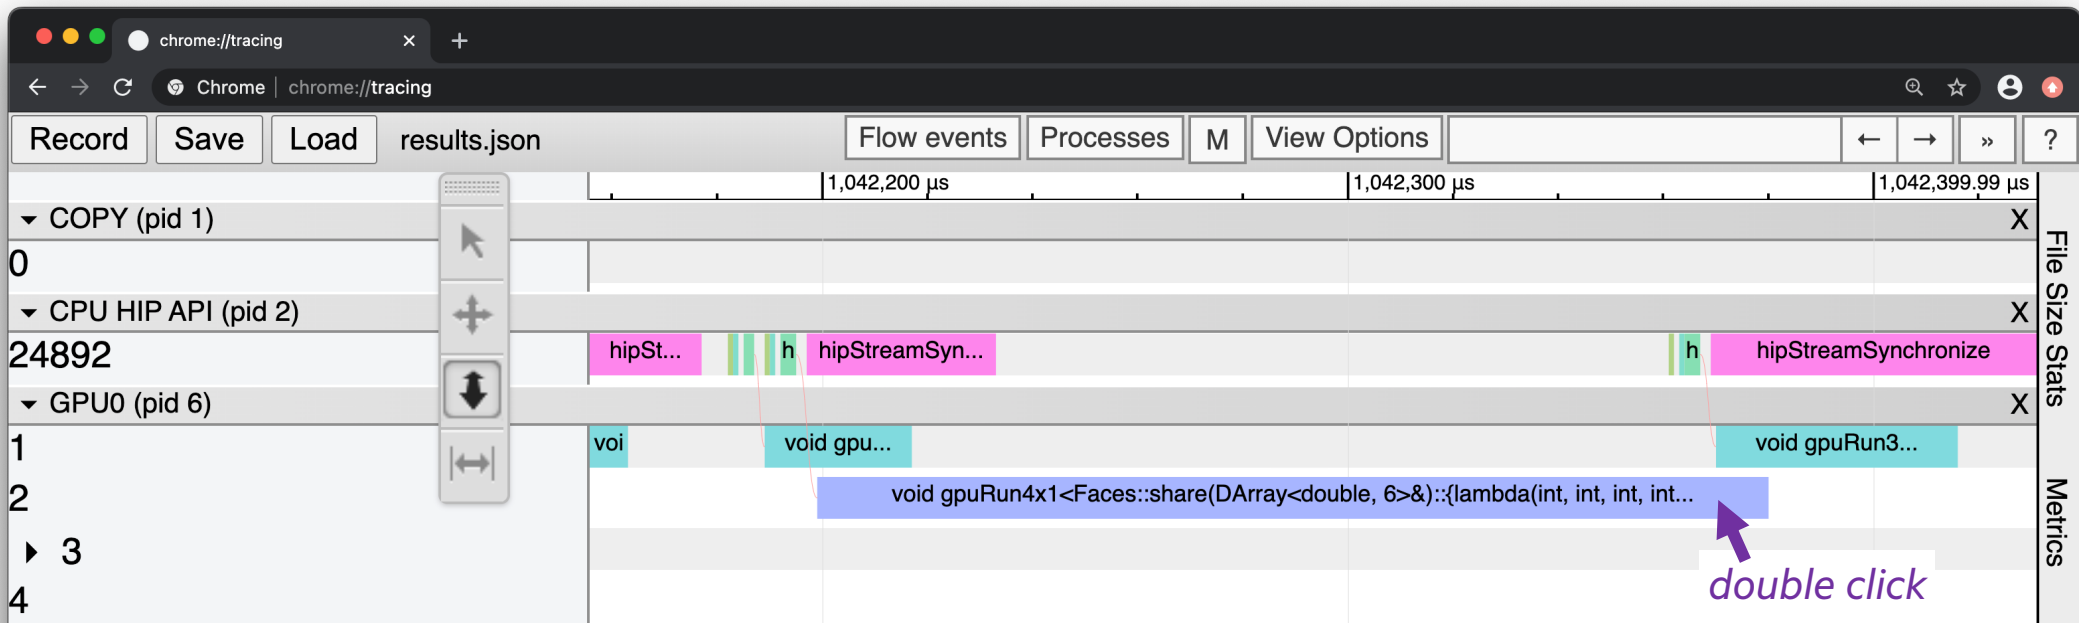 chrome://tracing
Chrome | chrome://tracing
Record Save Load results.json Flow events Processes M View Options ← → » ?
1,042,200 µs 1,042,300 µs 1,042,399.99 µs
COPY (pid 1) X
0
CPU HIP API (pid 2) X
24892 hipSt... h hipStreamSyn... h hipStreamSynchronize
GPU0 (pid 6) X
1 voi void gpu... void gpuRun3...
2 void gpuRun4x1<Faces::share(DArray<double, 6>&)::{lambda(int, int, int, int...
3
4
double click
File Size Stats
Metrics